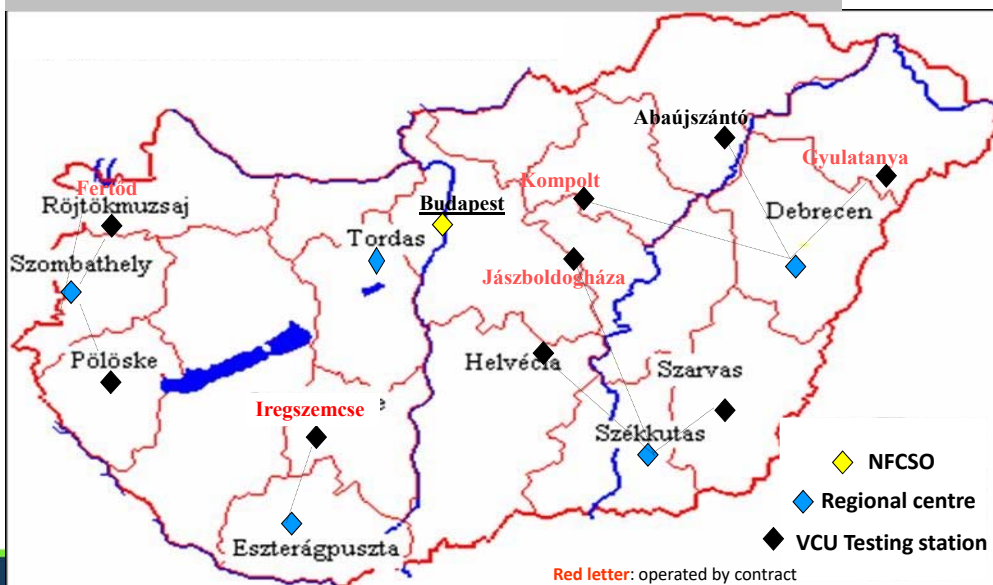 Abaújszántó
Gyulatanya
Kompolt
Fertőd
Röjtökmuzsaj
Budapest
Debrecen
Tordas
Szombathely
Jászboldogháza
Pölöske
Helvécia
Szarvas
Iregszemcse
e
Székkutas
NFCSO
Regional centre
Eszterágpuszta
VCU Testing station
Red letter: operated by contract